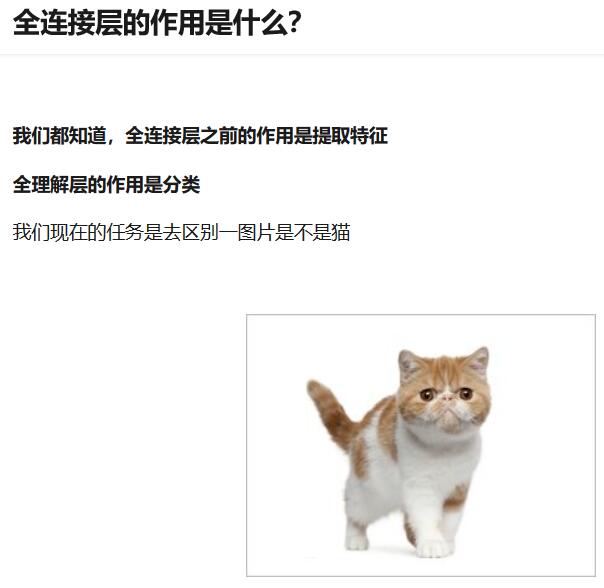 全连接层的作用是什么?
我们都知道，全连接层之前的作用是提取特征
全理解层的作用是分类
我们现在的任务是去区别一图片是不是猫